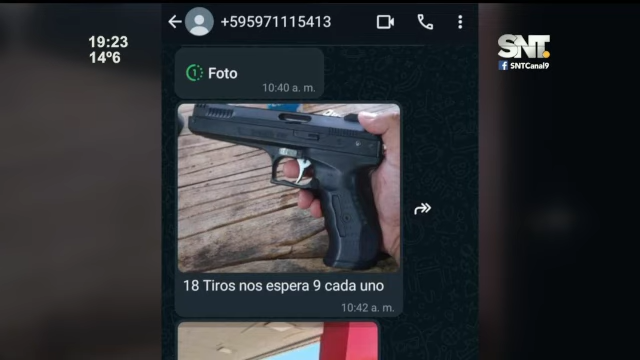 19:23
14°6
+595971115413
SNT.
SNTCanal9
1
Foto
10:40 a. m.
18 Tiros nos espera 9 cada uno
10:42 a. m.